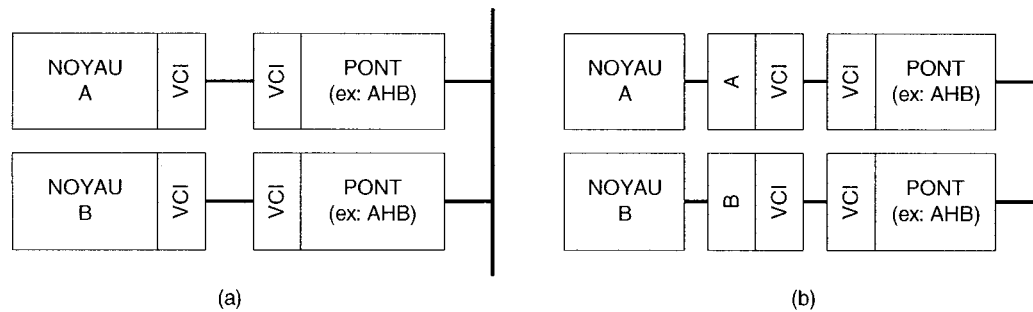 NOYAU
A
VCI
VCI
PONT
(ex: AHB)
NOYAU
B
VCI
VCI
PONT
(ex: AHB)
(a)
NOYAU
A
A
VCI
VCI
PONT
(ex: AHB)
NOYAU
B
B
VCI
VCI
PONT
(ex: AHB)
(b)